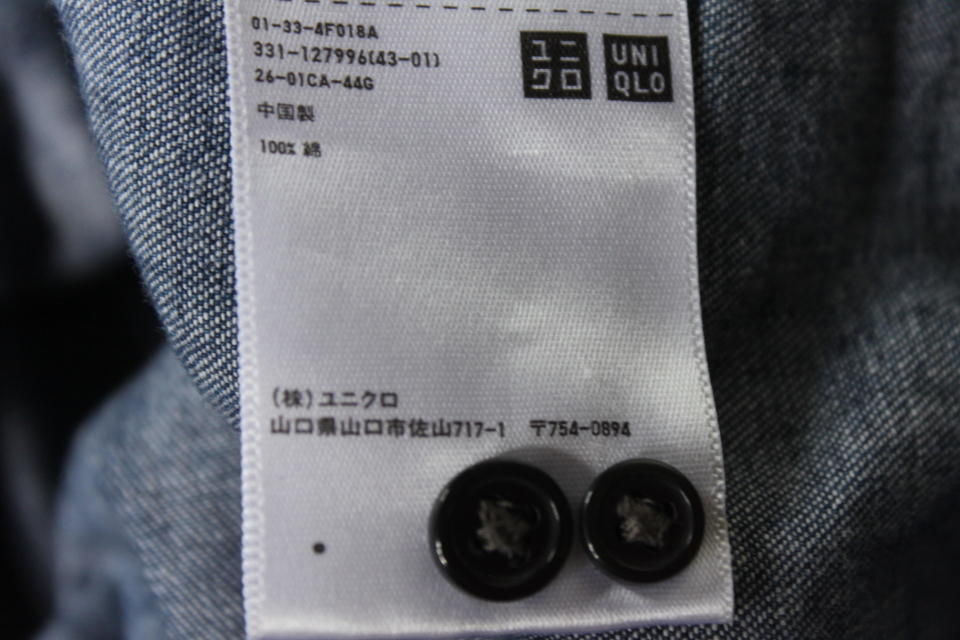 01-33-4F018A
331-127996(43-01)
26-01CA-44G
中国製
100% 綿
ユニ
クロ
UNI
QLO
(株)ユニクロ
山口県山口市佐山717-1 〒754-0894